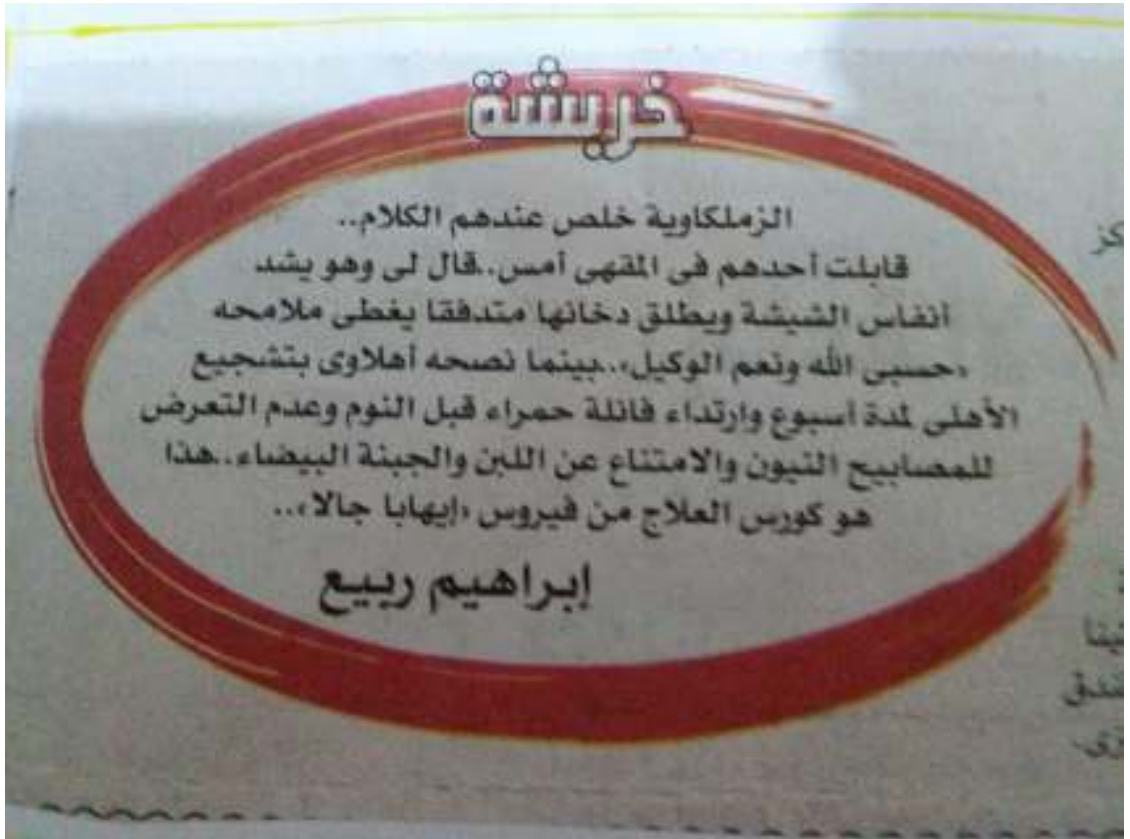 خريشة
الزملكاوية خلص عندهم الكلام..
قابلت أحدهم فى المقهى أمس..قال لى وهو يشد
أنفاس الشيشة ويطلق دخانها متدفقا يغطى ملامحه
«حسبى الله ونعم الوكيل»..بينما نصحه أهلاوى بتشجيع
الأهلى لمدة أسبوع وارتداء فانلة حمراء قبل النوم وعدم التعرض
للمصابيح النيون والامتناع عن اللبن والجبنة البيضاء..هذا
هو كورس العلاج من فيروس «إيهابا جالا»..
إبراهيم ربيع
كز